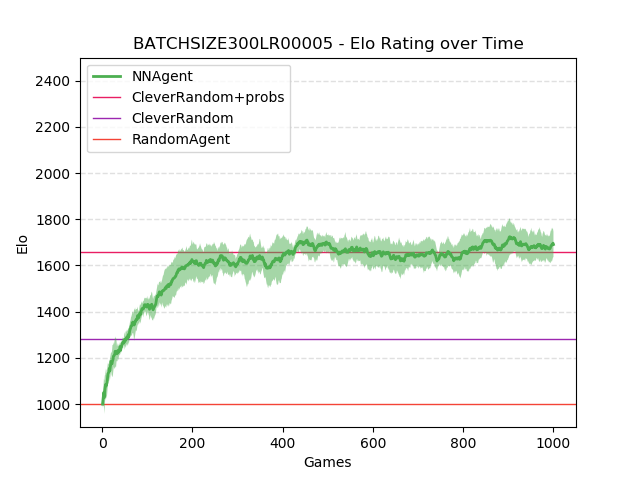 BATCHSIZE300LR00005 - Elo Rating over Time
NNAgent
CleverRandom+probs
CleverRandom
RandomAgent
2400
2200
2000
1800
1600
1400
1200
1000
Elo
0 200 400 600 800 1000
Games